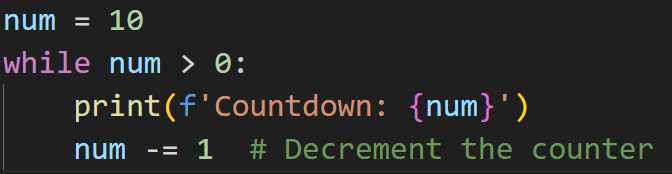 num = 10
while num > 0:
    print(f'Countdown: {num}')
    num -= 1  # Decrement the counter